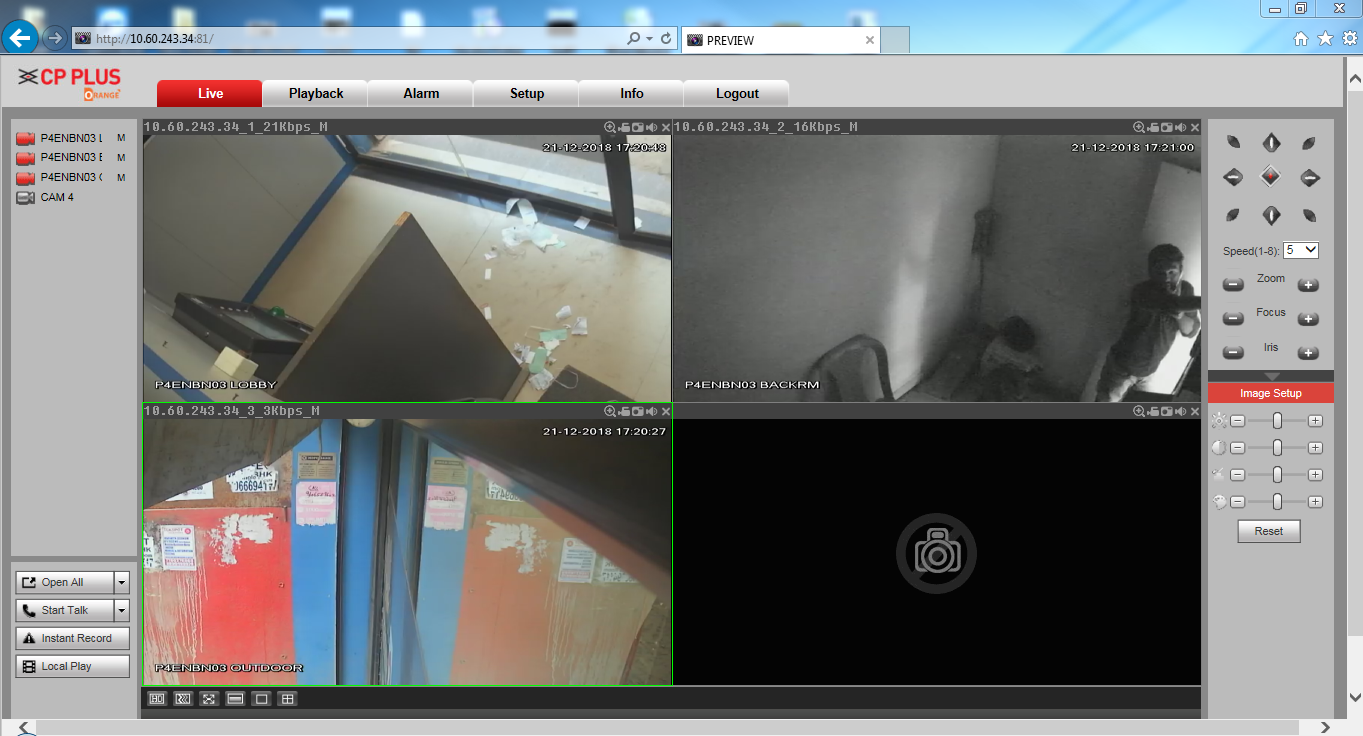 http://10.60.243.34:81/
PREVIEW
CP PLUS
ORANGE
Live
Playback
Alarm
Setup
Info
Logout
P4ENBN03 L M
P4ENBN03 E M
P4ENBN03 ( M
CAM 4
10.60.243.34_1_21Kbps_M
21-12-2018 17:20:48
P4ENBN03 LOBBY
10.60.243.34_2_16Kbps_M
21-12-2018 17:21:00
P4ENBN03 BACKRM
10.60.243.34_3_3Kbps_M
21-12-2018 17:20:27
P4ENBN03 OUTDOOR
Speed(1-8): 5
Zoom
Focus
Iris
Image Setup
Reset
Open All
Start Talk
Instant Record
Local Play
HD